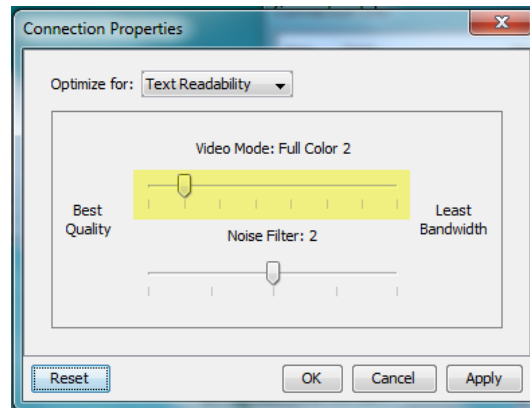 Connection Properties
Optimize for: Text Readability
Video Mode: Full Color 2
Best
Quality
Least
Bandwidth
Noise Filter: 2
Reset OK Cancel Apply